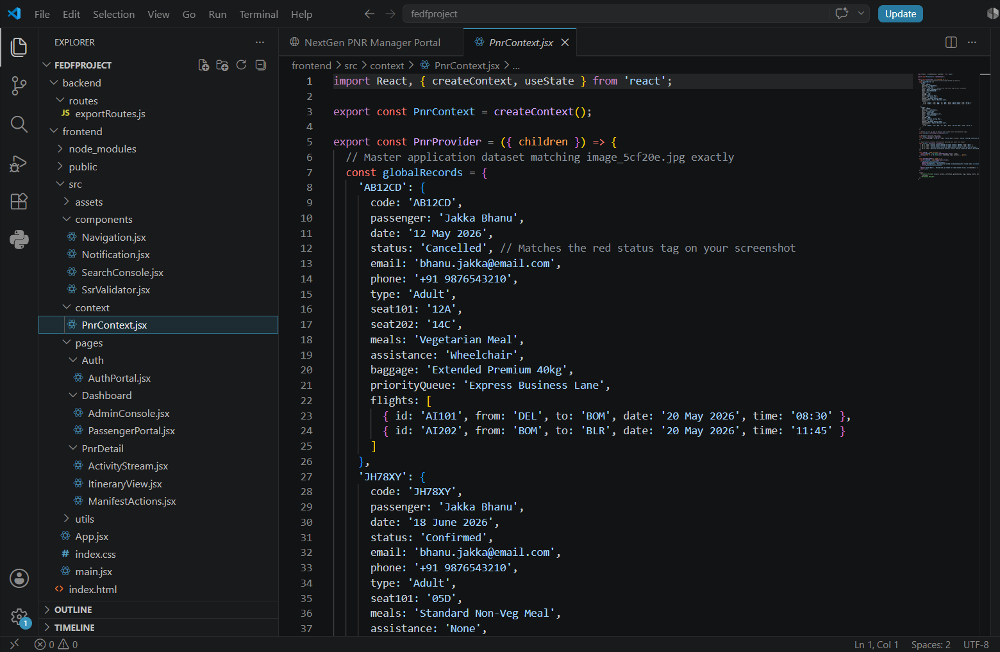 File Edit Selection View Go Run Terminal Help
fedfproject
Update
EXPLORER
FEDFPROJECT
backend
routes
JS exportRoutes.js
frontend
node_modules
public
src
assets
components
Navigation.jsx
Notification.jsx
SearchConsole.jsx
SsrValidator.jsx
context
PnrContext.jsx
pages
Auth
AuthPortal.jsx
Dashboard
AdminConsole.jsx
PassengerPortal.jsx
PnrDetail
ActivityStream.jsx
ItineraryView.jsx
ManifestActions.jsx
utils
App.jsx
# index.css
main.jsx
<> index.html
OUTLINE
TIMELINE
1
NextGen PNR Manager Portal
PnrContext.jsx
frontend > src > context > PnrContext.jsx > ...
1 import React, { createContext, useState } from 'react';
2
3 export const PnrContext = createContext();
4
5 export const PnrProvider = ({ children }) => {
6 // Master application dataset matching image_5cf20e.jpg exactly
7 const globalRecords = {
8 'AB12CD': {
9 code: 'AB12CD',
10 passenger: 'Jakka Bhanu',
11 date: '12 May 2026',
12 status: 'Cancelled', // Matches the red status tag on your screenshot
13 email: 'bhanu.jakka@email.com',
14 phone: '+91 9876543210',
15 type: 'Adult',
16 seat101: '12A',
17 seat202: '14C',
18 meals: 'Vegetarian Meal',
19 assistance: 'Wheelchair',
20 baggage: 'Extended Premium 40kg',
21 priorityQueue: 'Express Business Lane',
22 flights: [
23 { id: 'AI101', from: 'DEL', to: 'BOM', date: '20 May 2026', time: '08:30' },
24 { id: 'AI202', from: 'BOM', to: 'BLR', date: '20 May 2026', time: '11:45' }
25 ]
26 },
27 'JH78XY': {
28 code: 'JH78XY',
29 passenger: 'Jakka Bhanu',
30 date: '18 June 2026',
31 status: 'Confirmed',
32 email: 'bhanu.jakka@email.com',
33 phone: '+91 9876543210',
34 type: 'Adult',
35 seat101: '05D',
36 meals: 'Standard Non-Veg Meal',
37 assistance: 'None',
0 0
Ln 1, Col 1 Spaces: 2 UTF-8